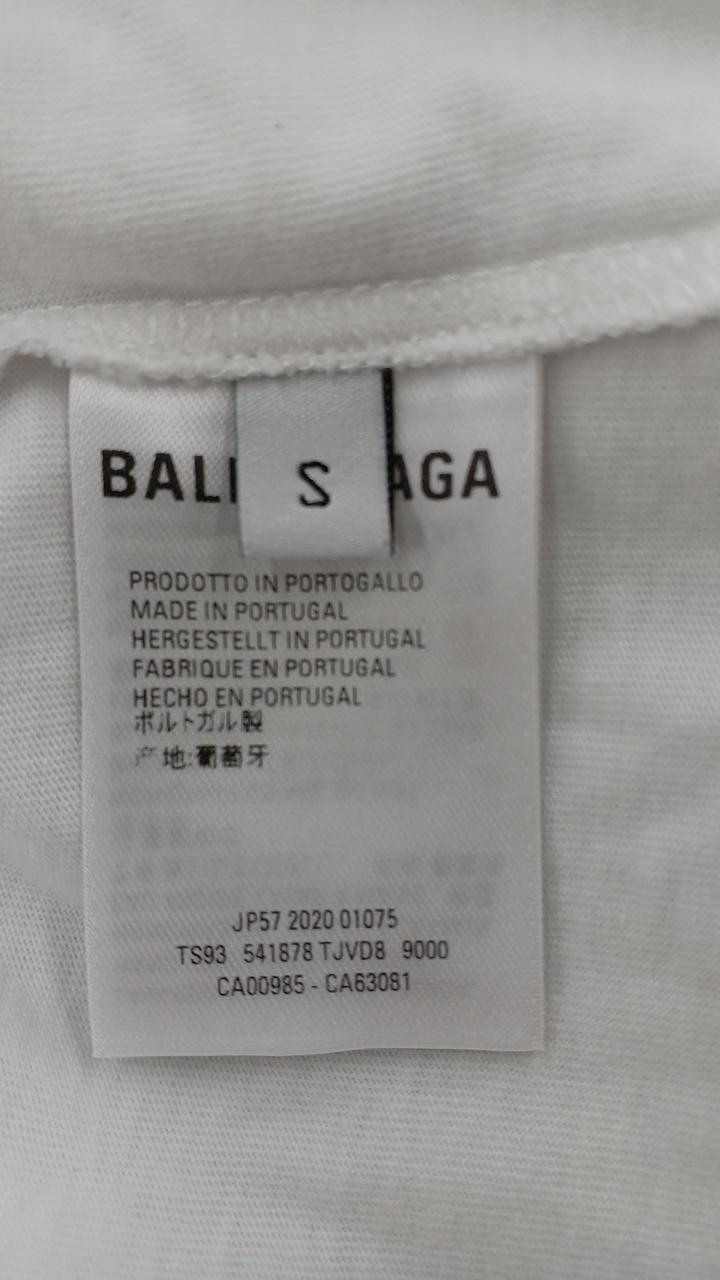 BAL AGA
S
PRODOTTO IN PORTOGALLO
MADE IN PORTUGAL
HERGESTELLT IN PORTUGAL
FABRIQUE EN PORTUGAL
HECHO EN PORTUGAL
ポルトガル製
产地:葡萄牙
JP57 2020 01075
TS93 541878 TJVD8 9000
CA00985 - CA63081